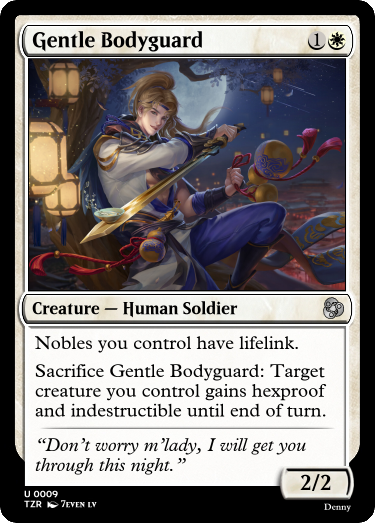 Gentle Bodyguard 1
Creature — Human Soldier
Nobles you control have lifelink.
Sacrifice Gentle Bodyguard: Target
creature you control gains hexproof
and indestructible until end of turn.
“Don’t worry m’lady, I will get you
through this night.”
2/2
U 0009
TZR 7EVEN LV
Denny